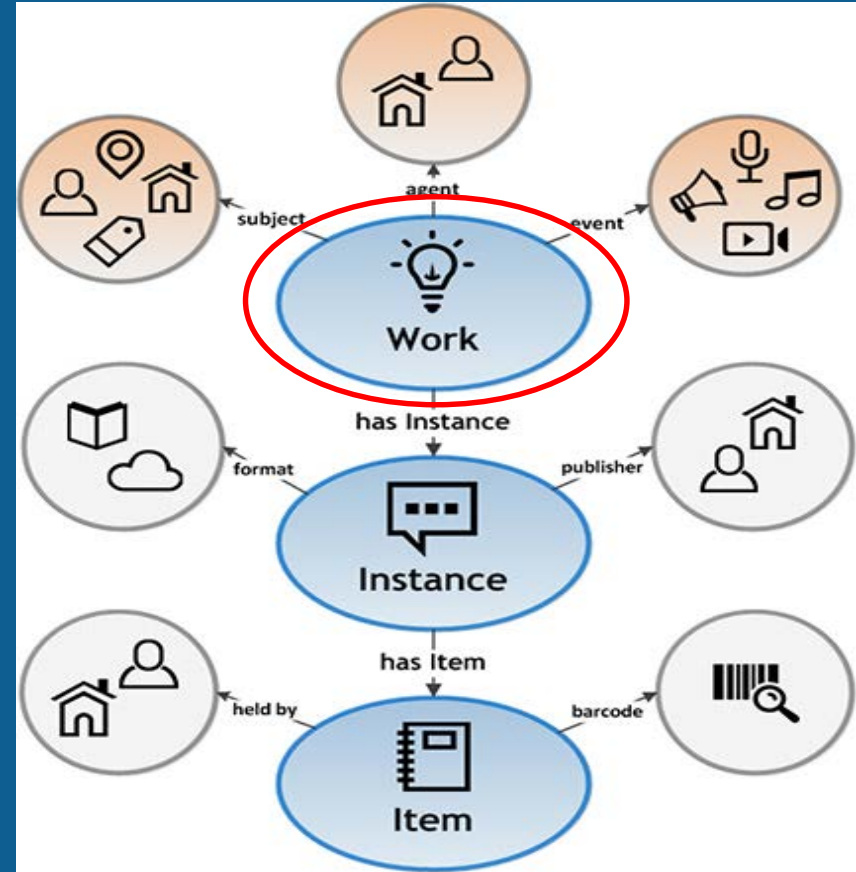 agent
subject
event
Work
has Instance
format
publisher
Instance
has Item
held by
barcode
Item